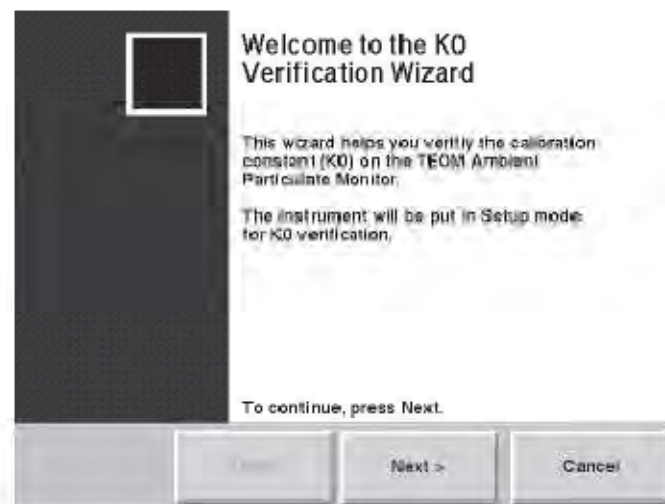 Welcome to the K0
Verification Wizard
This wizard helps you verify the calibration
constant (K0) on the TEOM Ambient
Particulate Monitor.
The instrument will be put in Setup mode
for K0 verification.
To continue, press Next.
Next >
Cancel